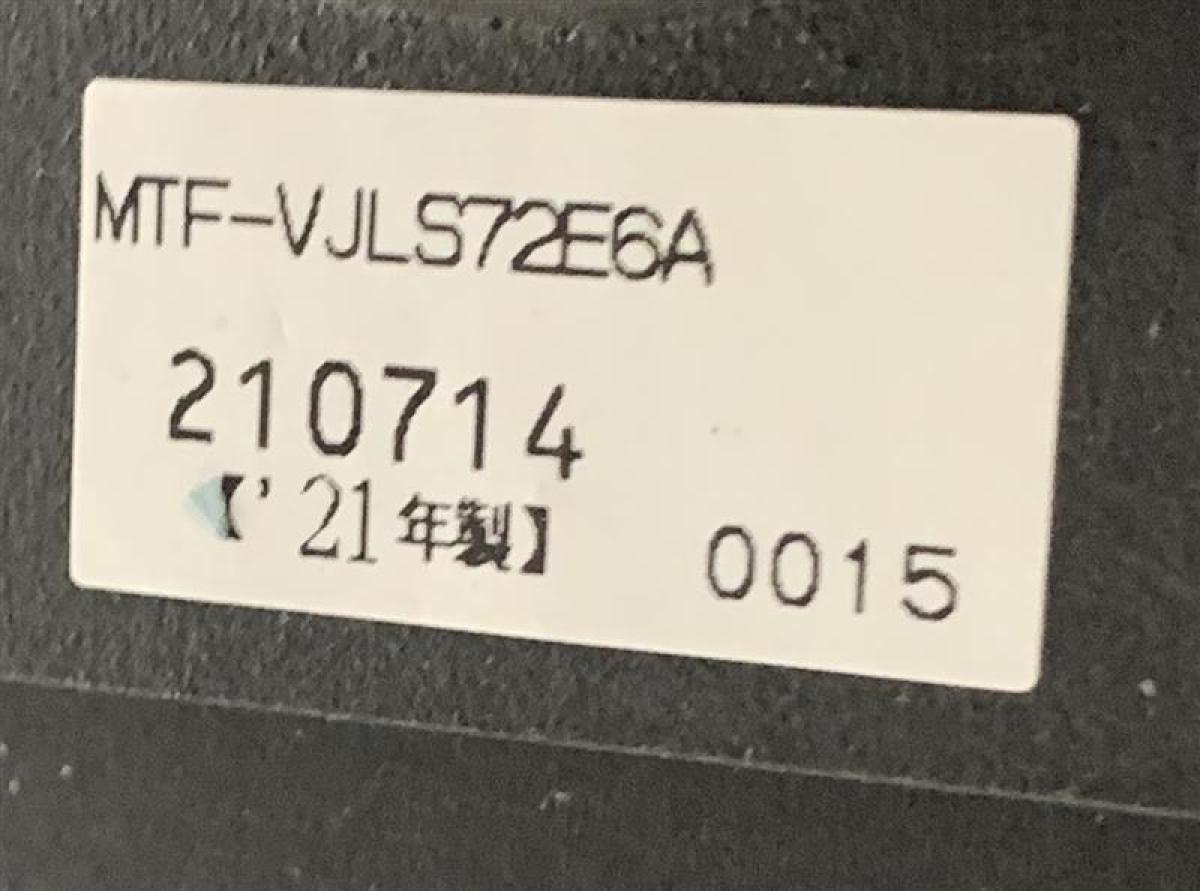 MTF-VJLS72E6A
210714
【'21年製】 0015